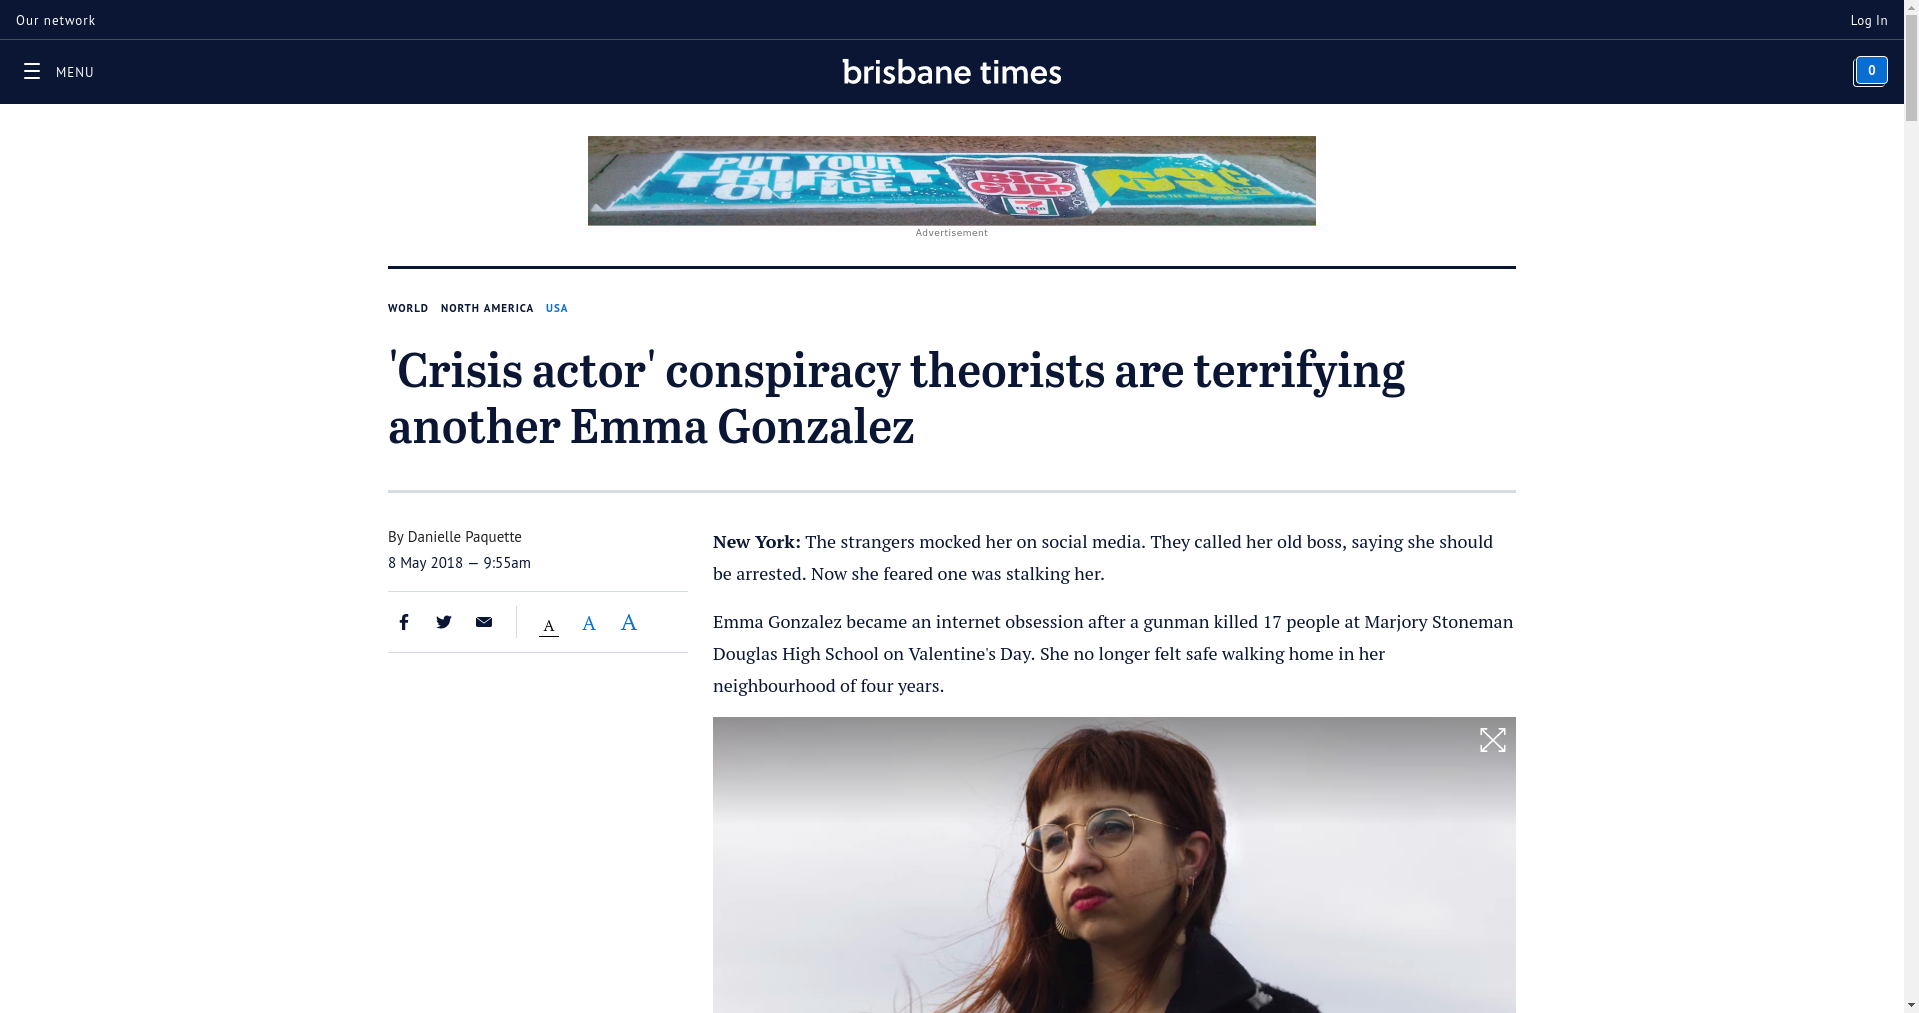 Our network
Log In
MENU
brisbane times
0
PUT YOUR
THIRST
ON ICE.
BIG
GULP
7
ELEVEN
Advertisement
WORLD NORTH AMERICA USA
'Crisis actor' conspiracy theorists are terrifying
another Emma Gonzalez
By Danielle Paquette
8 May 2018 — 9:55am
A A A
New York: The strangers mocked her on social media. They called her old boss, saying she should
be arrested. Now she feared one was stalking her.
Emma Gonzalez became an internet obsession after a gunman killed 17 people at Marjory Stoneman
Douglas High School on Valentine's Day. She no longer felt safe walking home in her
neighbourhood of four years.